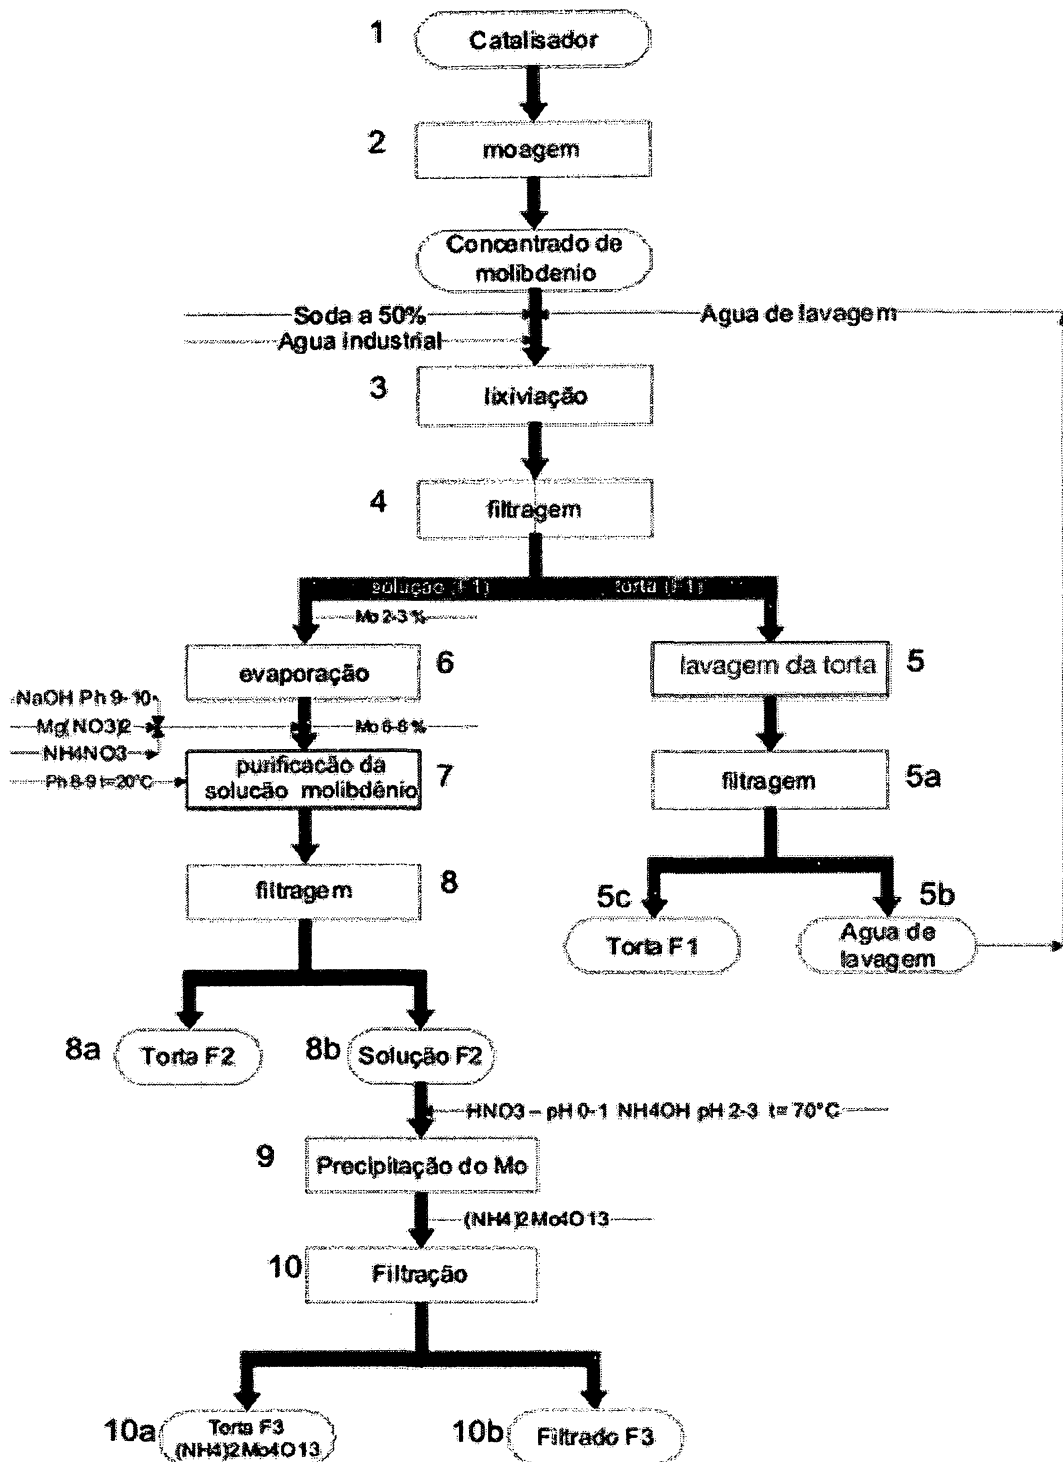 1
Catalisador
2
moagem
Concentrado de
molibdenio
Soda a 50%
Agua de lavagem
Agua industrial
3
lixiviação
4
filtragem
solução (F1)
torta (F1)
Mo 2-3%
evaporação
6
lavagem da torta
5
NaOH Ph 9-10
Mg(NO3)2
Mo 6-8%
NH4NO3
Ph 8-9 t=20°C
purificação da
solucão molibdênio
7
filtragem
5a
filtragem
8
5c
5b
Torta F1
Agua de
lavagem
8a
Torta F2
8b
Solução F2
HNO3 – pH 0-1 NH4OH pH 2-3 t= 70°C
9
Precipitação do Mo
(NH4)2Mo4O13
10
Filtração
10a
Torta F3
(NH4)2Mo4O13
10b
Filtrado F3